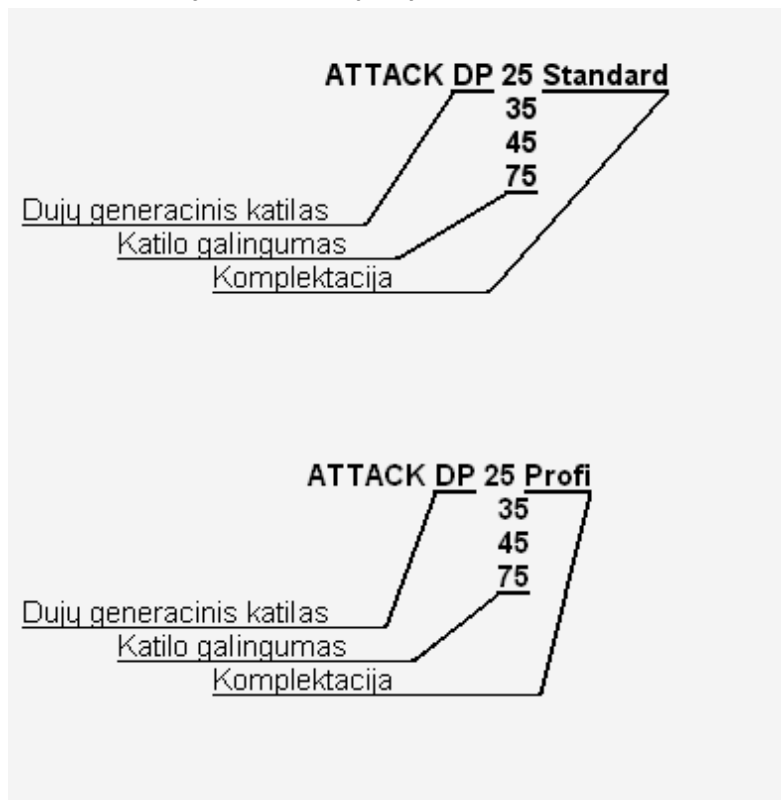 ATTACK DP 25 Standard
35
45
75
Dujų generacinis katilas
Katilo galingumas
Komplektacija
ATTACK DP 25 Profi
35
45
75
Dujų generacinis katilas
Katilo galingumas
Komplektacija